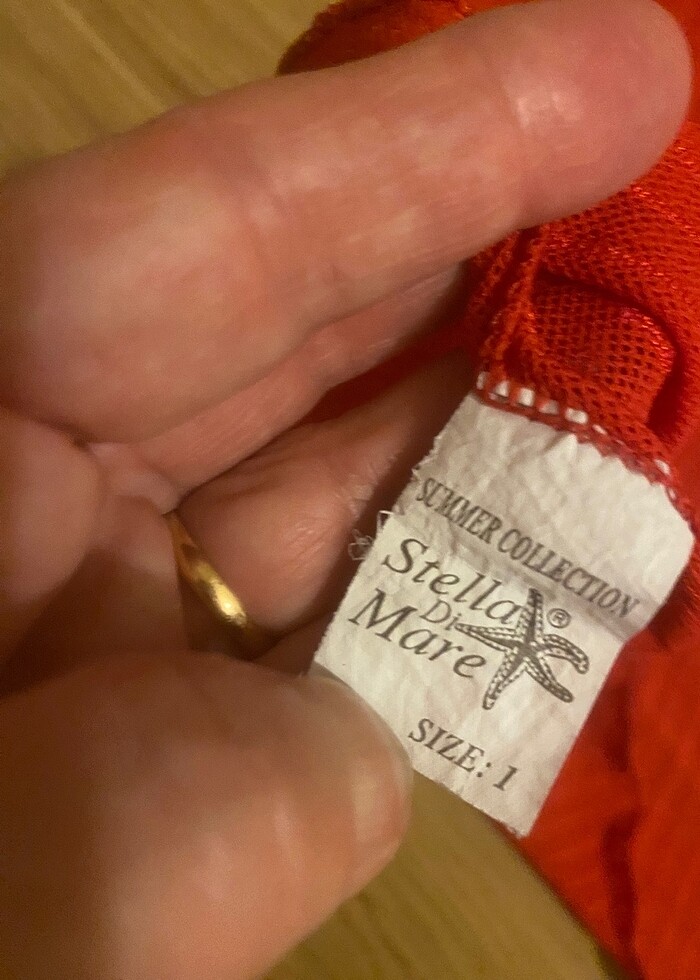 SUMMER COLLECTION
Stella
Di ®
Mare
SIZE: 1